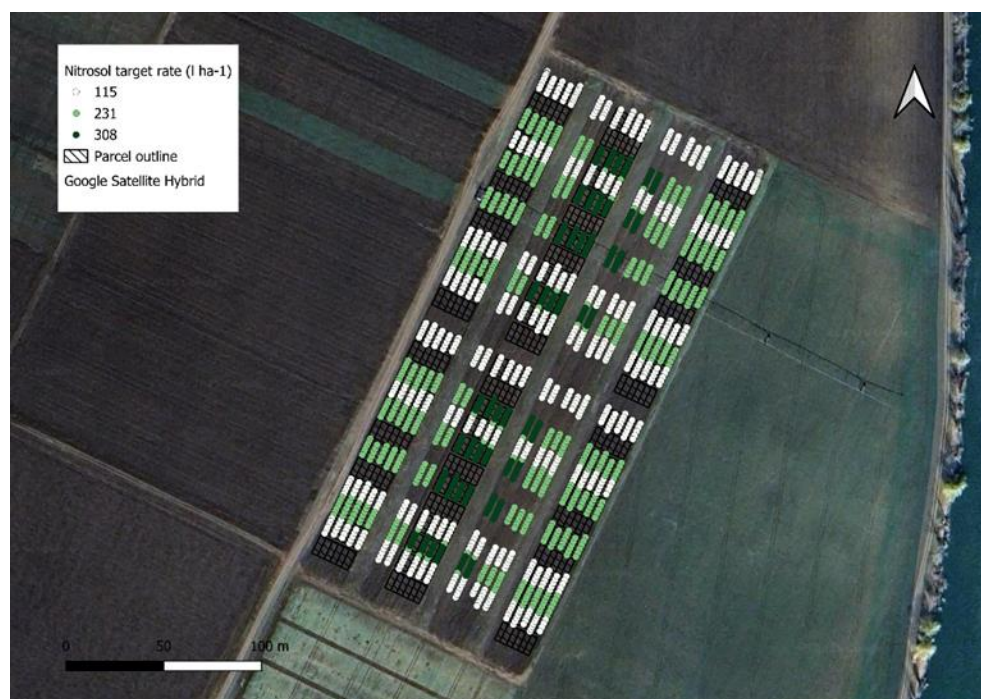 Nitrosol target rate (l ha-1)
115
231
308
Parcel outline
Google Satellite Hybrid
0 50 100 m